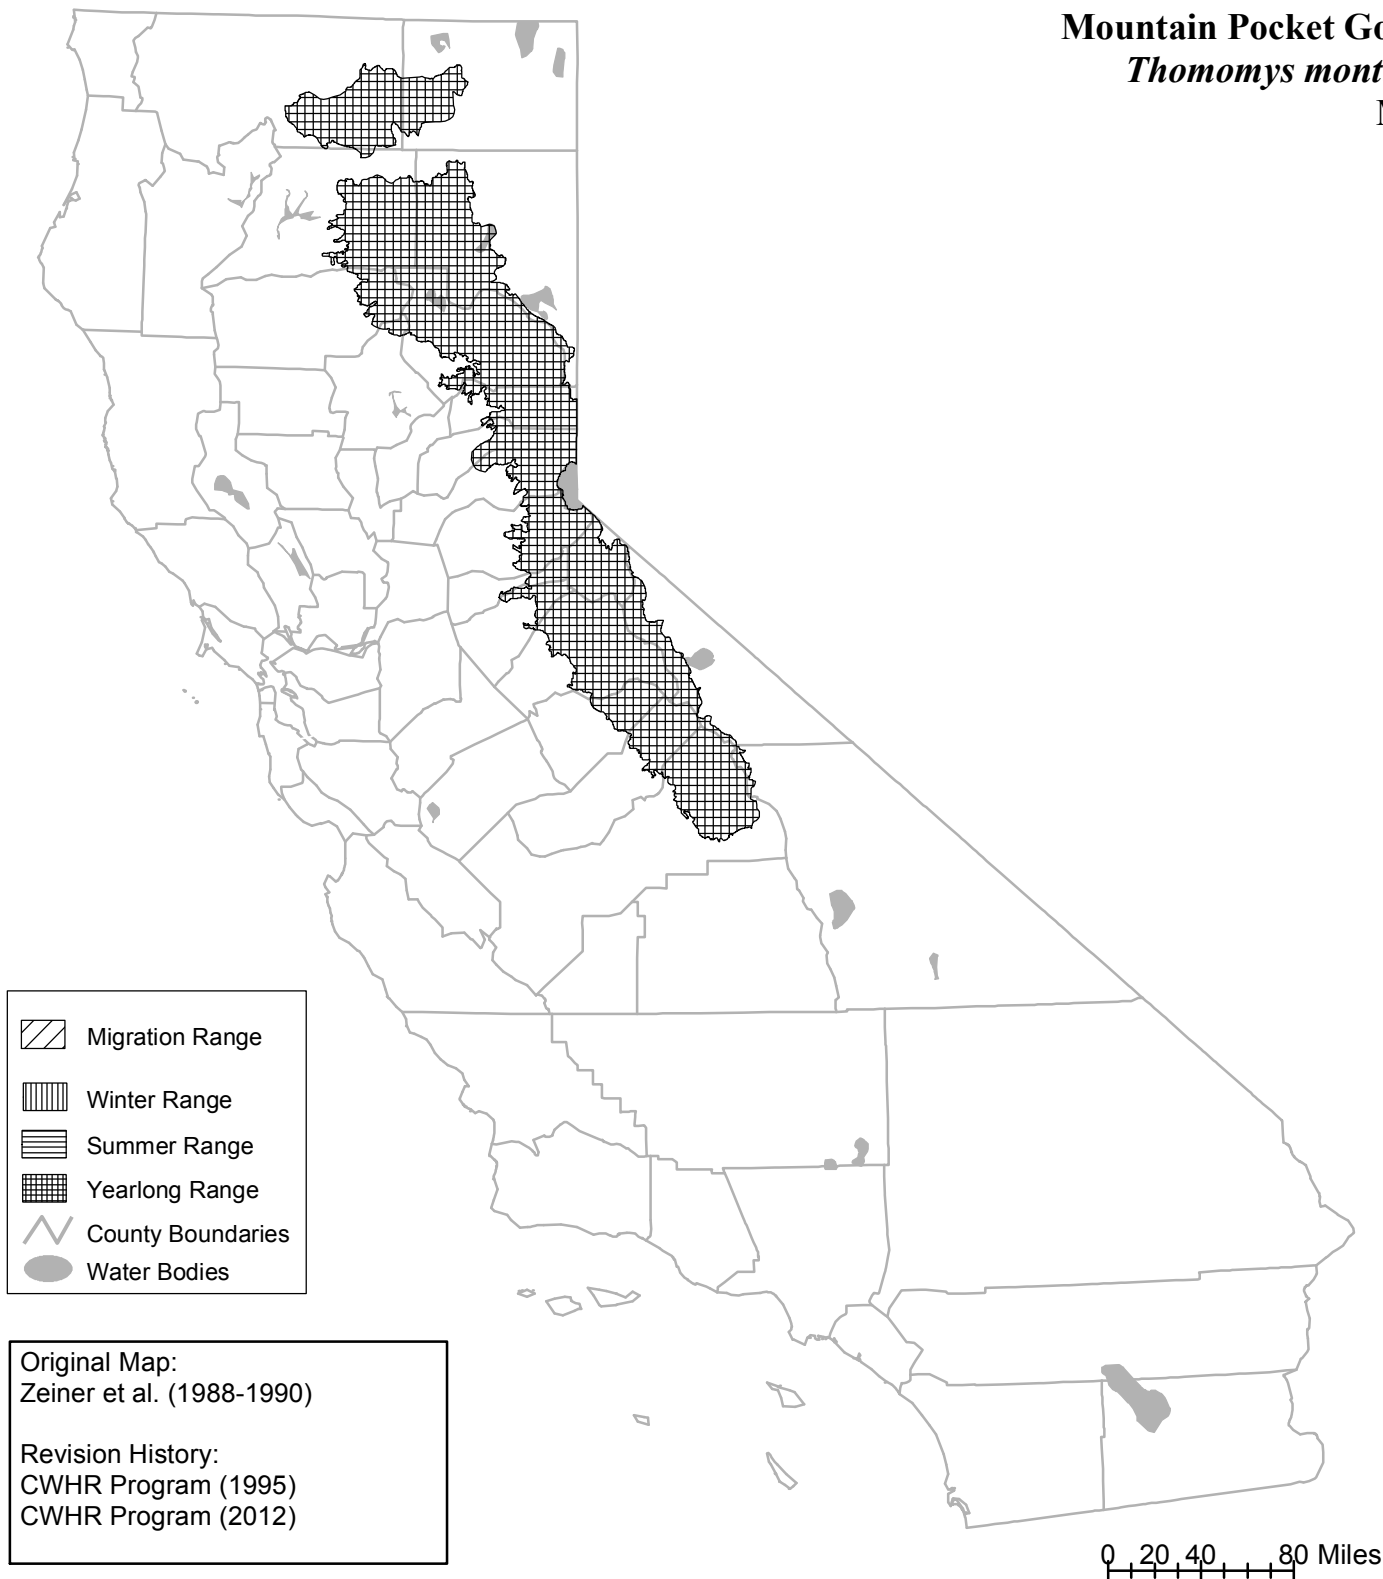 Mountain Pocket Go
Thomomys mont
M
Migration Range
Winter Range
Summer Range
Yearlong Range
County Boundaries
Water Bodies
Original Map:
Zeiner et al. (1988-1990)
Revision History:
CWHR Program (1995)
CWHR Program (2012)
0 20 40 80 Miles